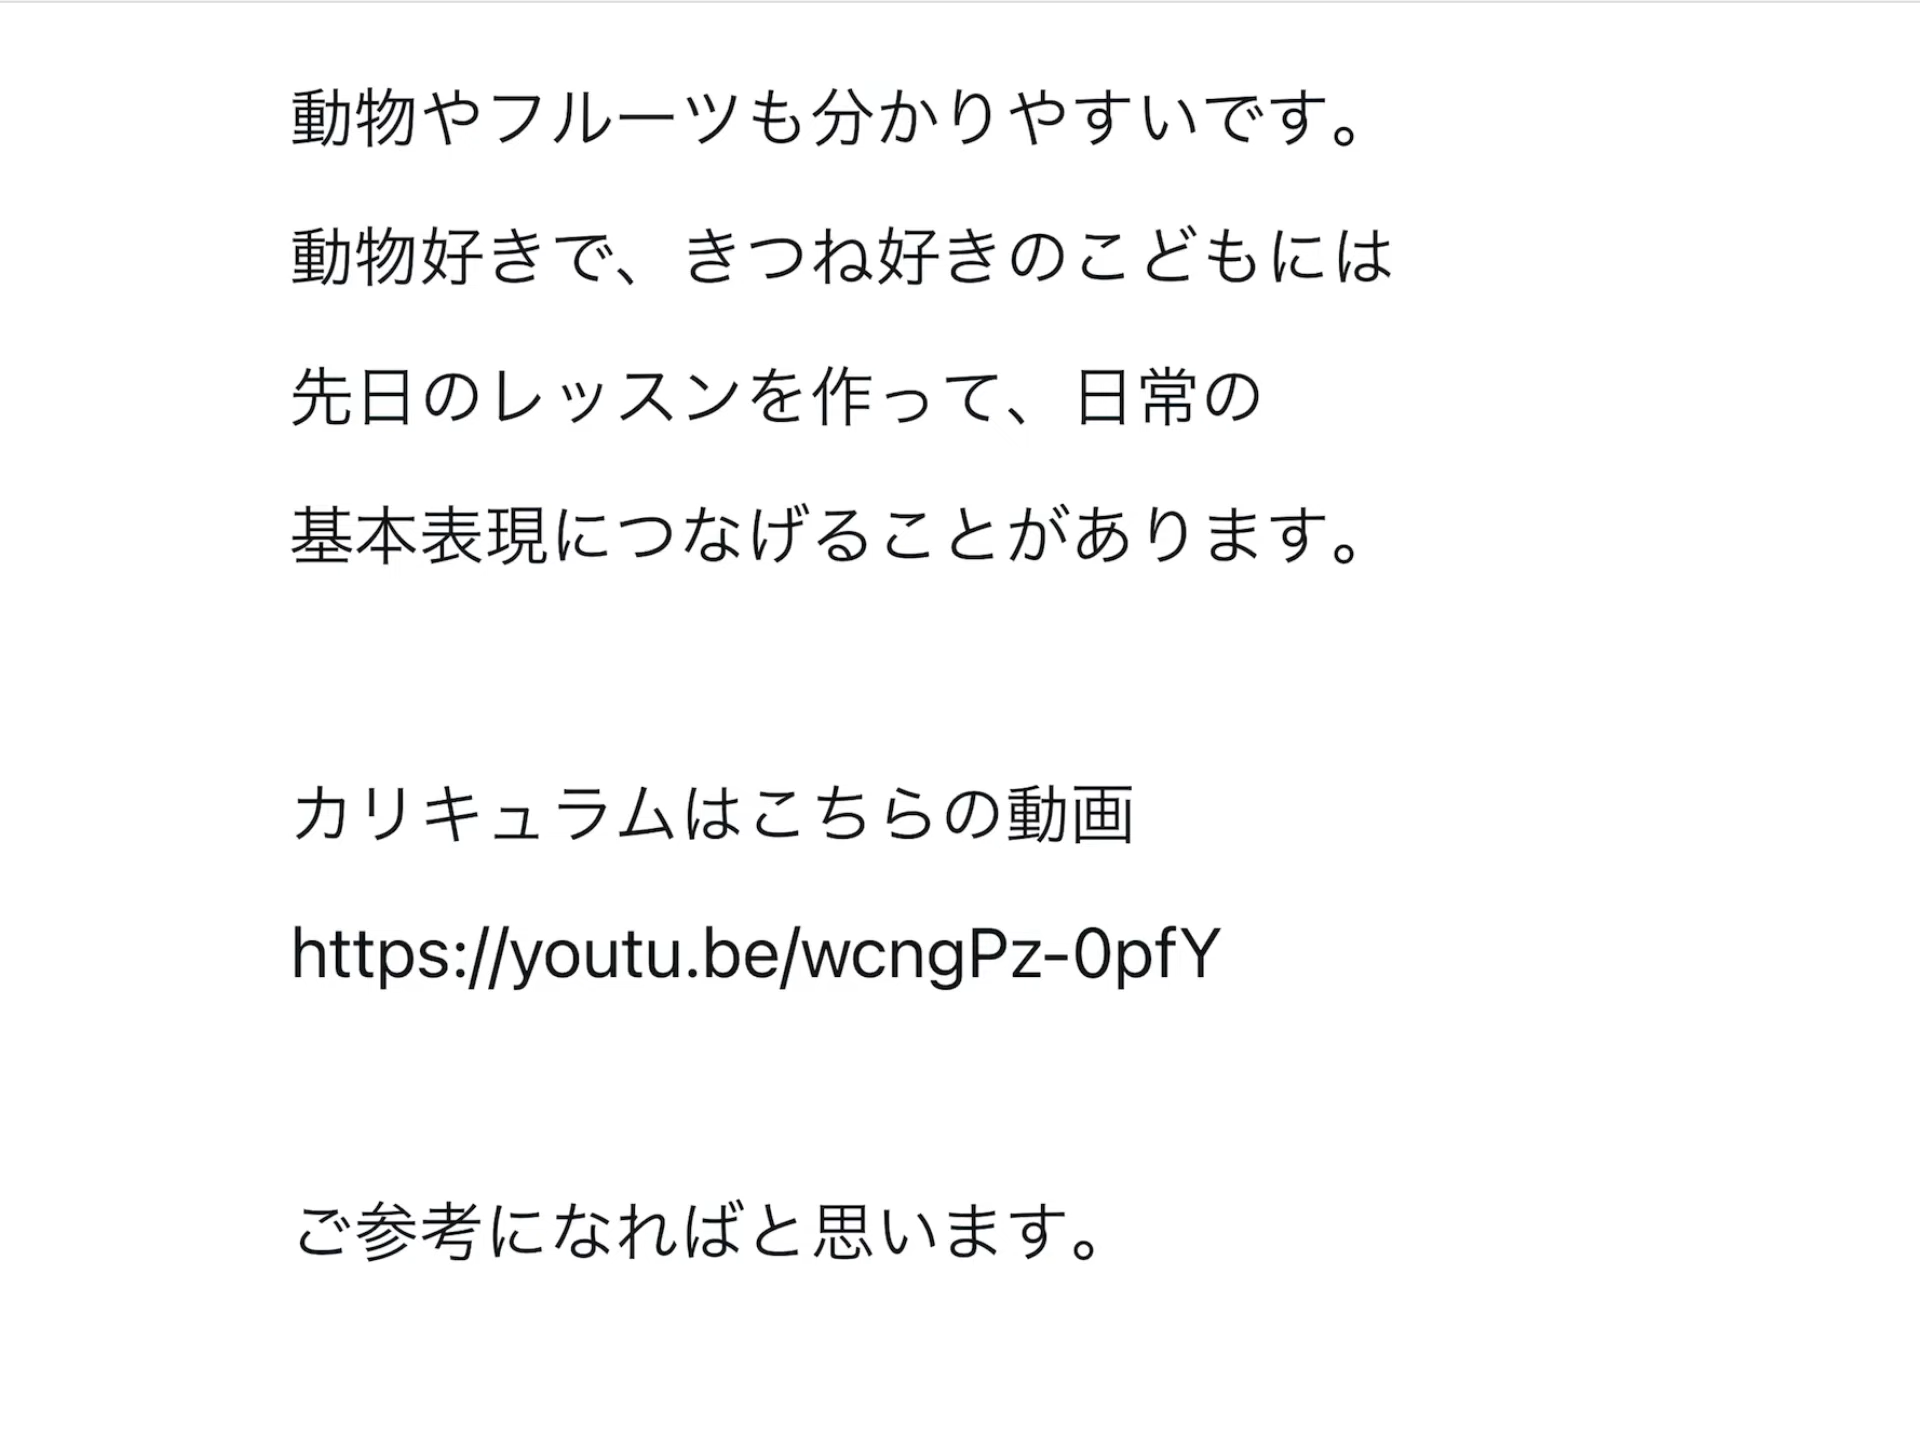 動物やフルーツも分かりやすいです。
動物好きで、きつね好きのこどもには
先日のレッスンを作って、日常の
基本表現につなげることがあります。
カリキュラムはこちらの動画
https://youtu.be/wcngPz-0pfY
ご参考になればと思います。